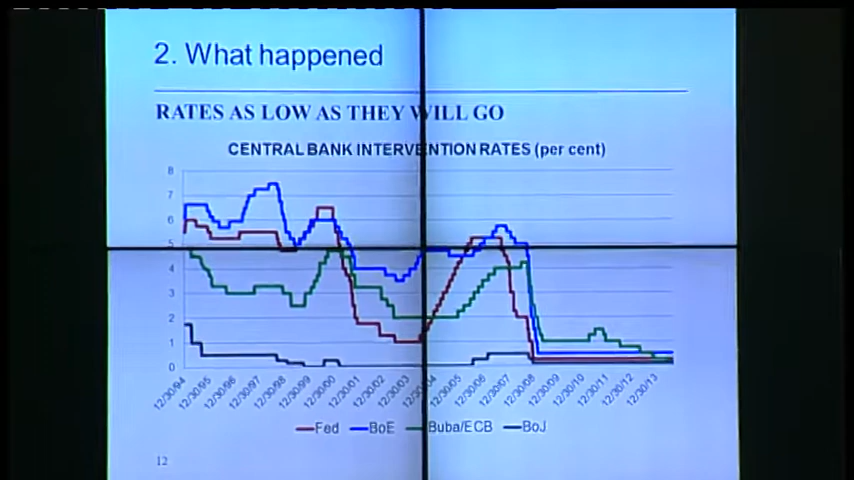 2. What happened
RATES AS LOW AS THEY WILL GO
CENTRAL BANK INTERVENTION RATES (per cent)
8
7
6
5
4
3
2
1
0
12/30/94 12/30/95 12/30/96 12/30/97 12/30/98 12/30/99 12/30/00 12/30/01 12/30/02 12/30/03 12/30/04 12/30/05 12/30/06 12/30/07 12/30/08 12/30/09 12/30/10 12/30/11 12/30/12 12/30/13
Fed BoE Buba/ECB BoJ
12